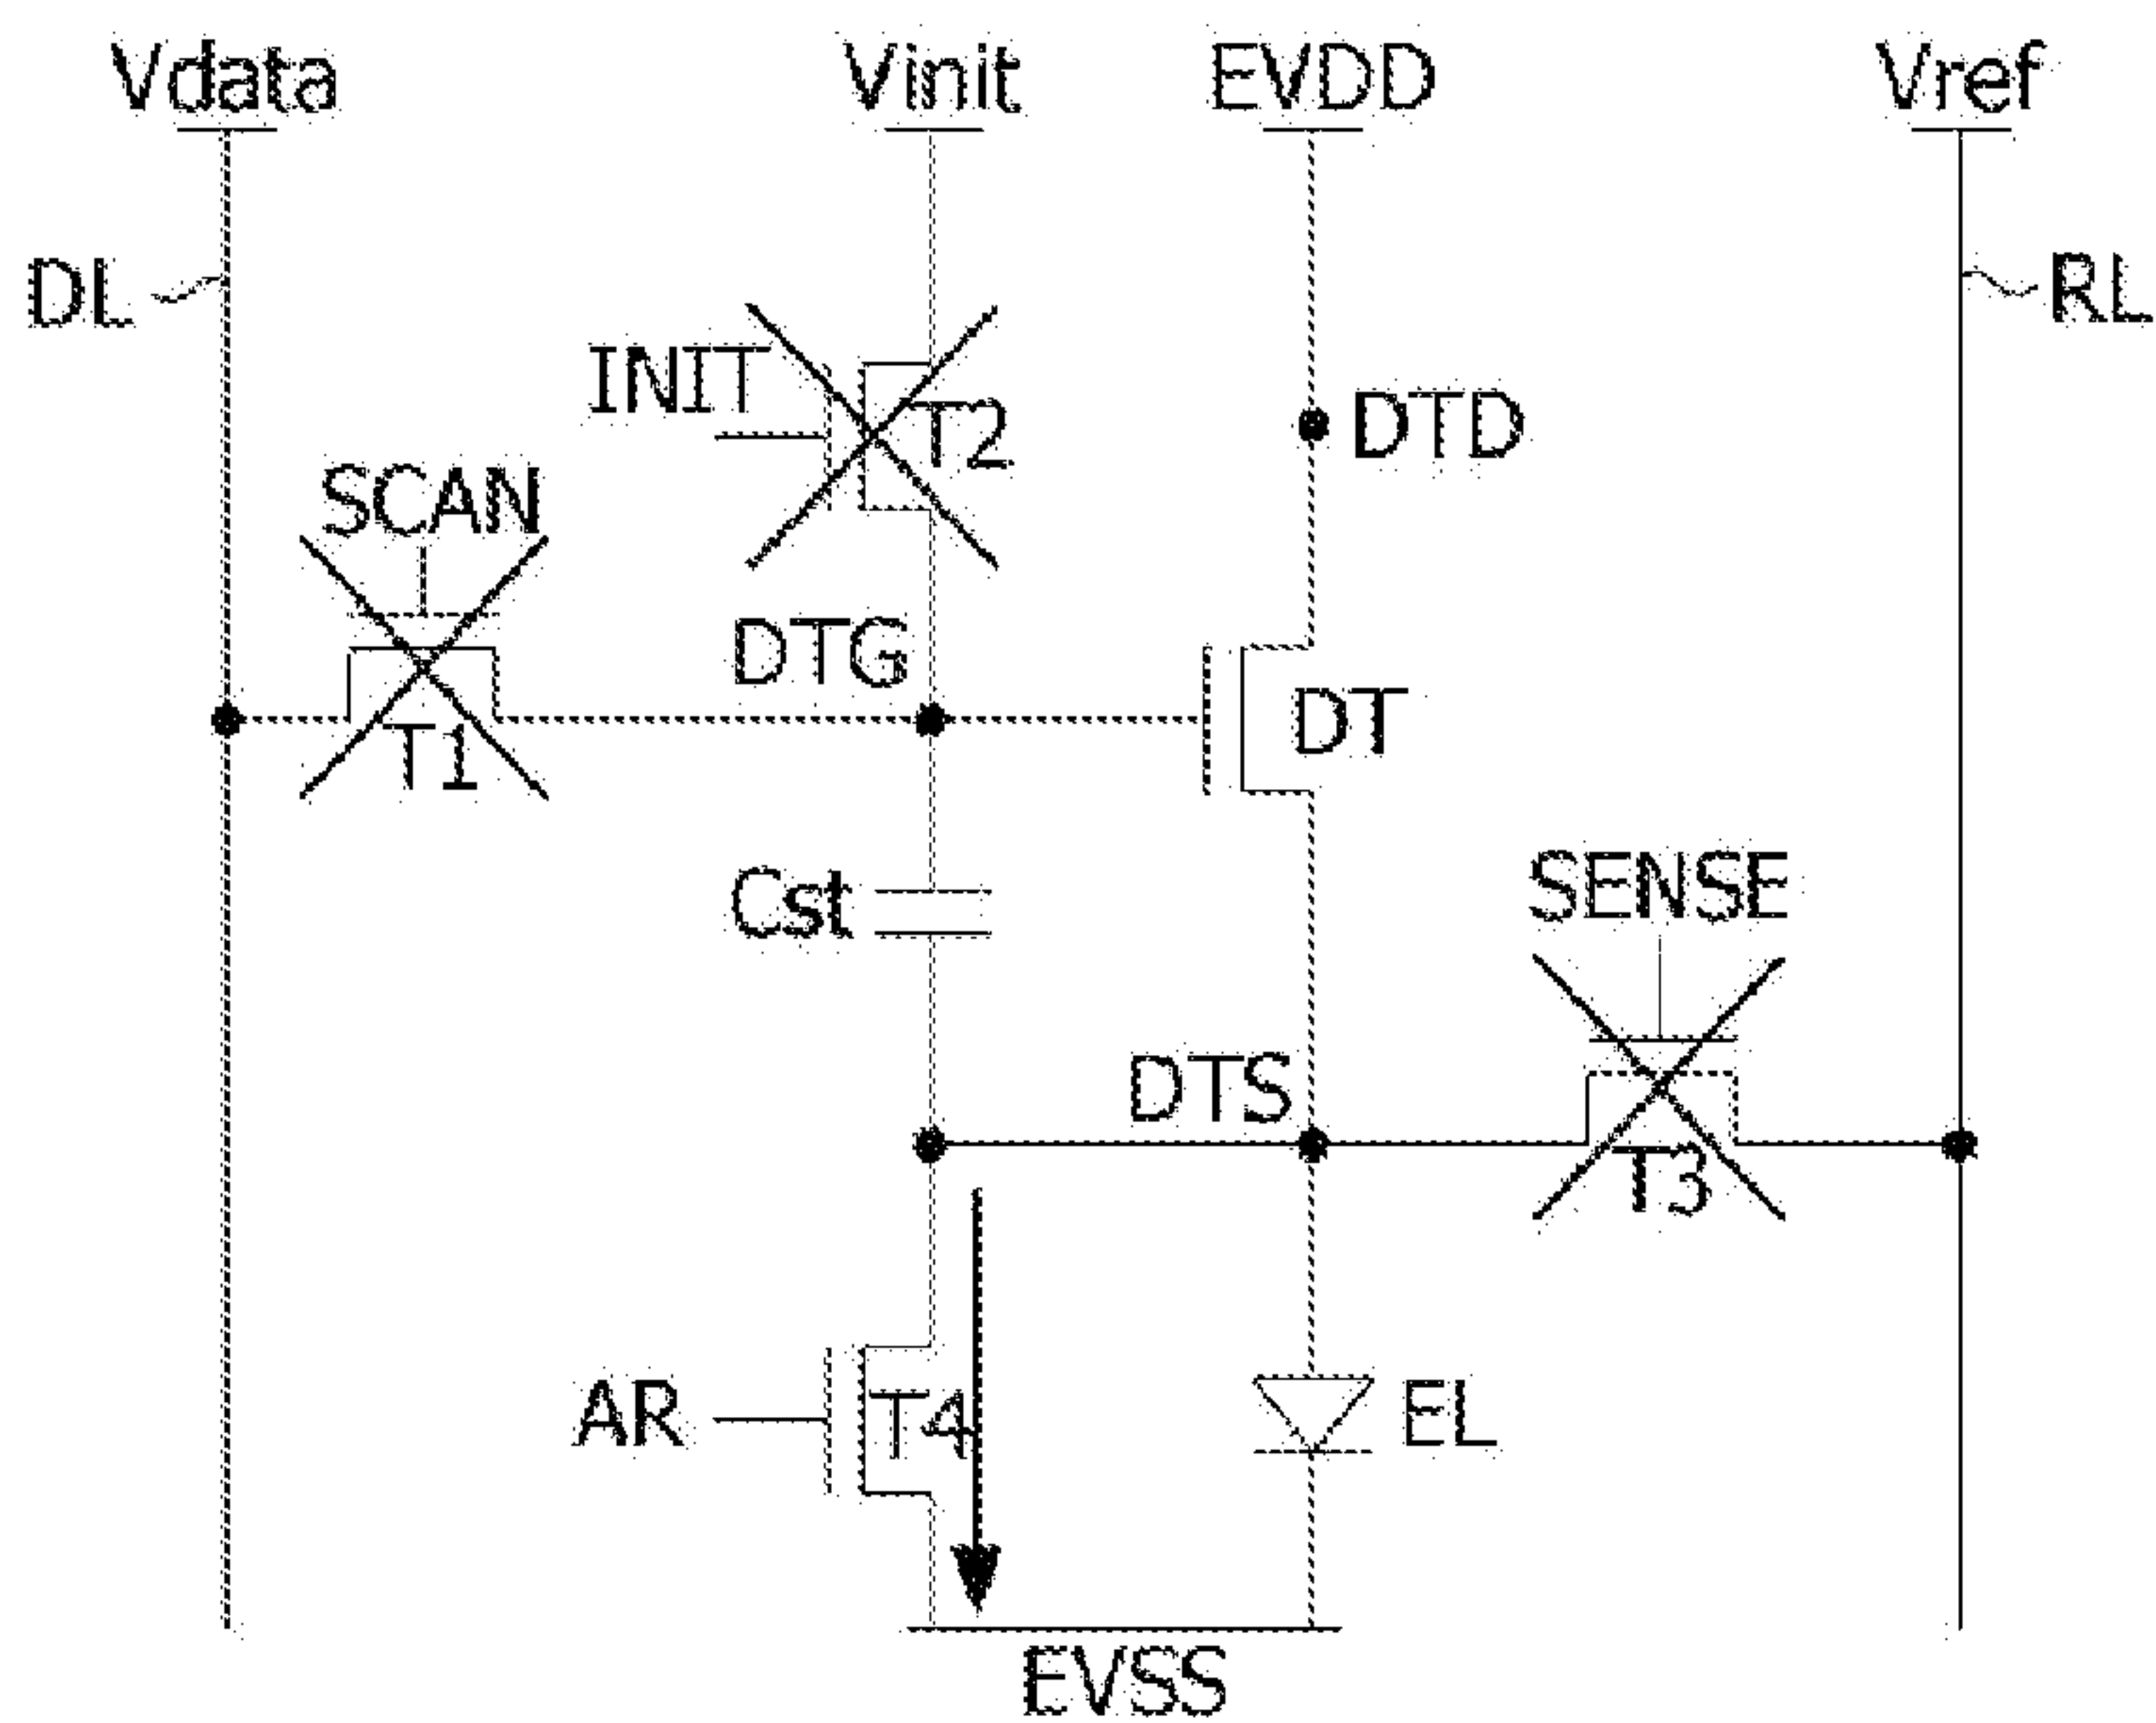 Vdata Vinit EVDD Vref
DL RL
INIT T2 DTD
SCAN
DTG DT
T1
Cst SENSE
DTS
T3
AR T4 EL
EVSS